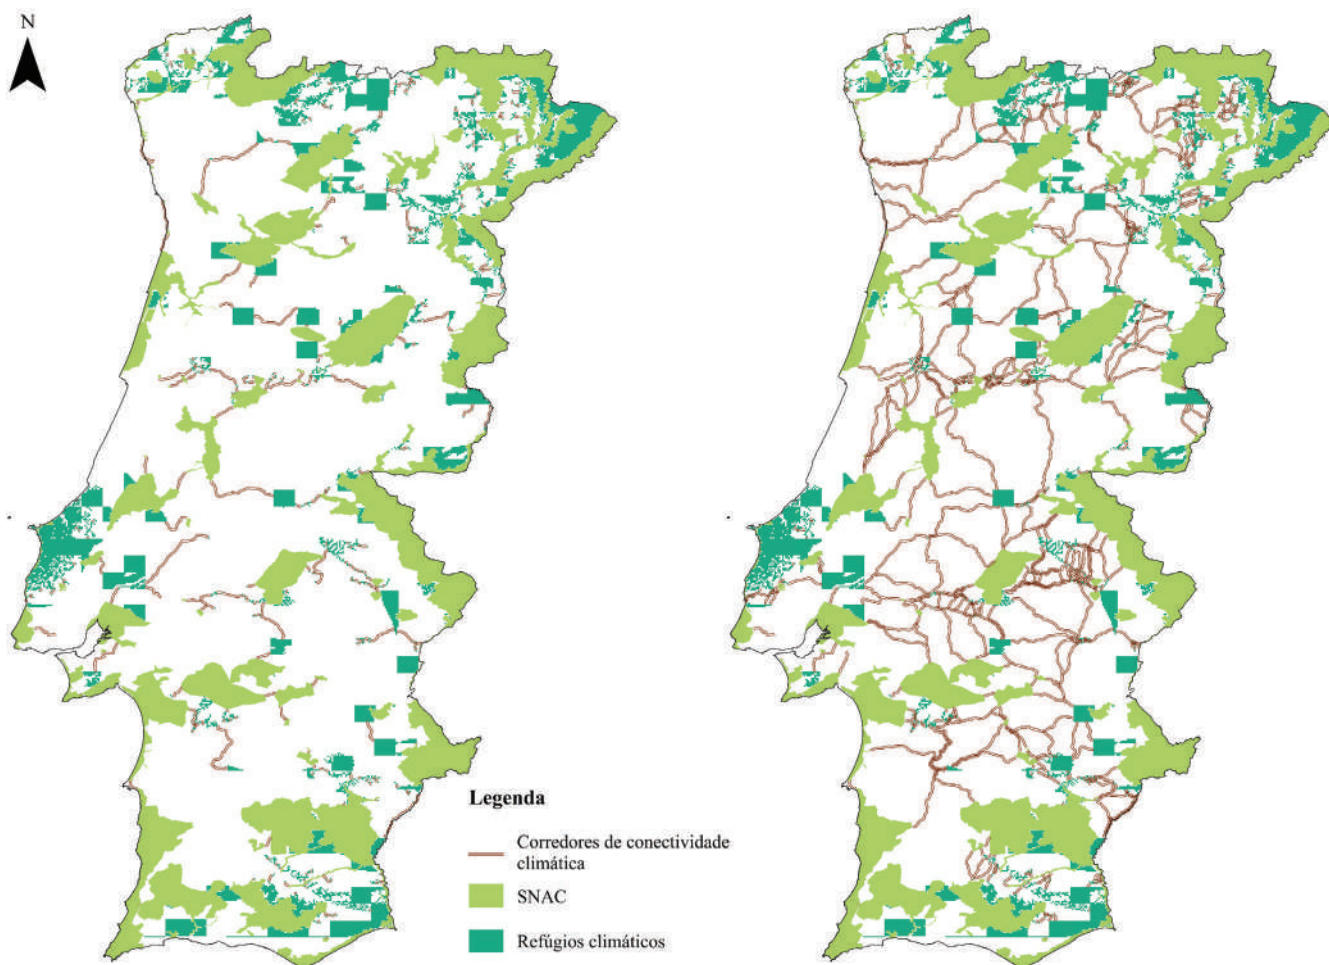 N
Legenda
Corredores de conectividade
climática
SNAC
Refúgios climáticos